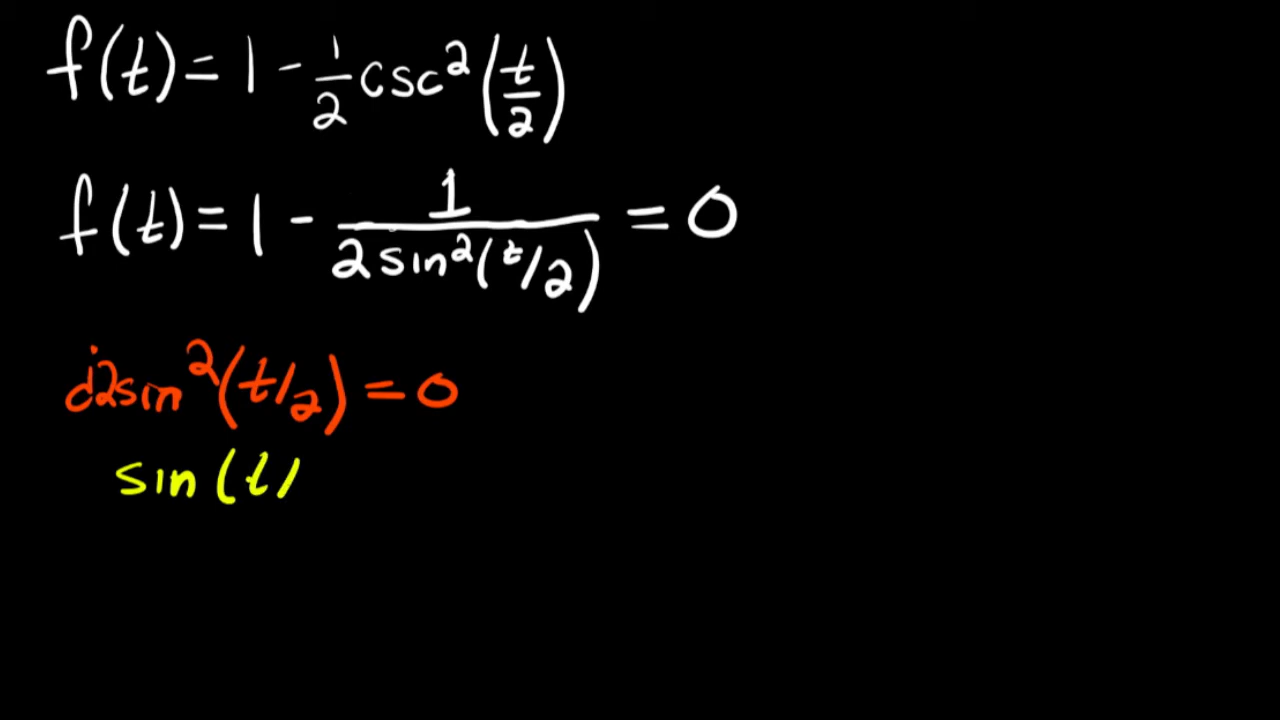 f(t) = 1 - 1/2 csc²(t/2)
f(t) = 1 - 1/(2sin²(t/2)) = 0
2sin²(t/2) = 0
sin(t/